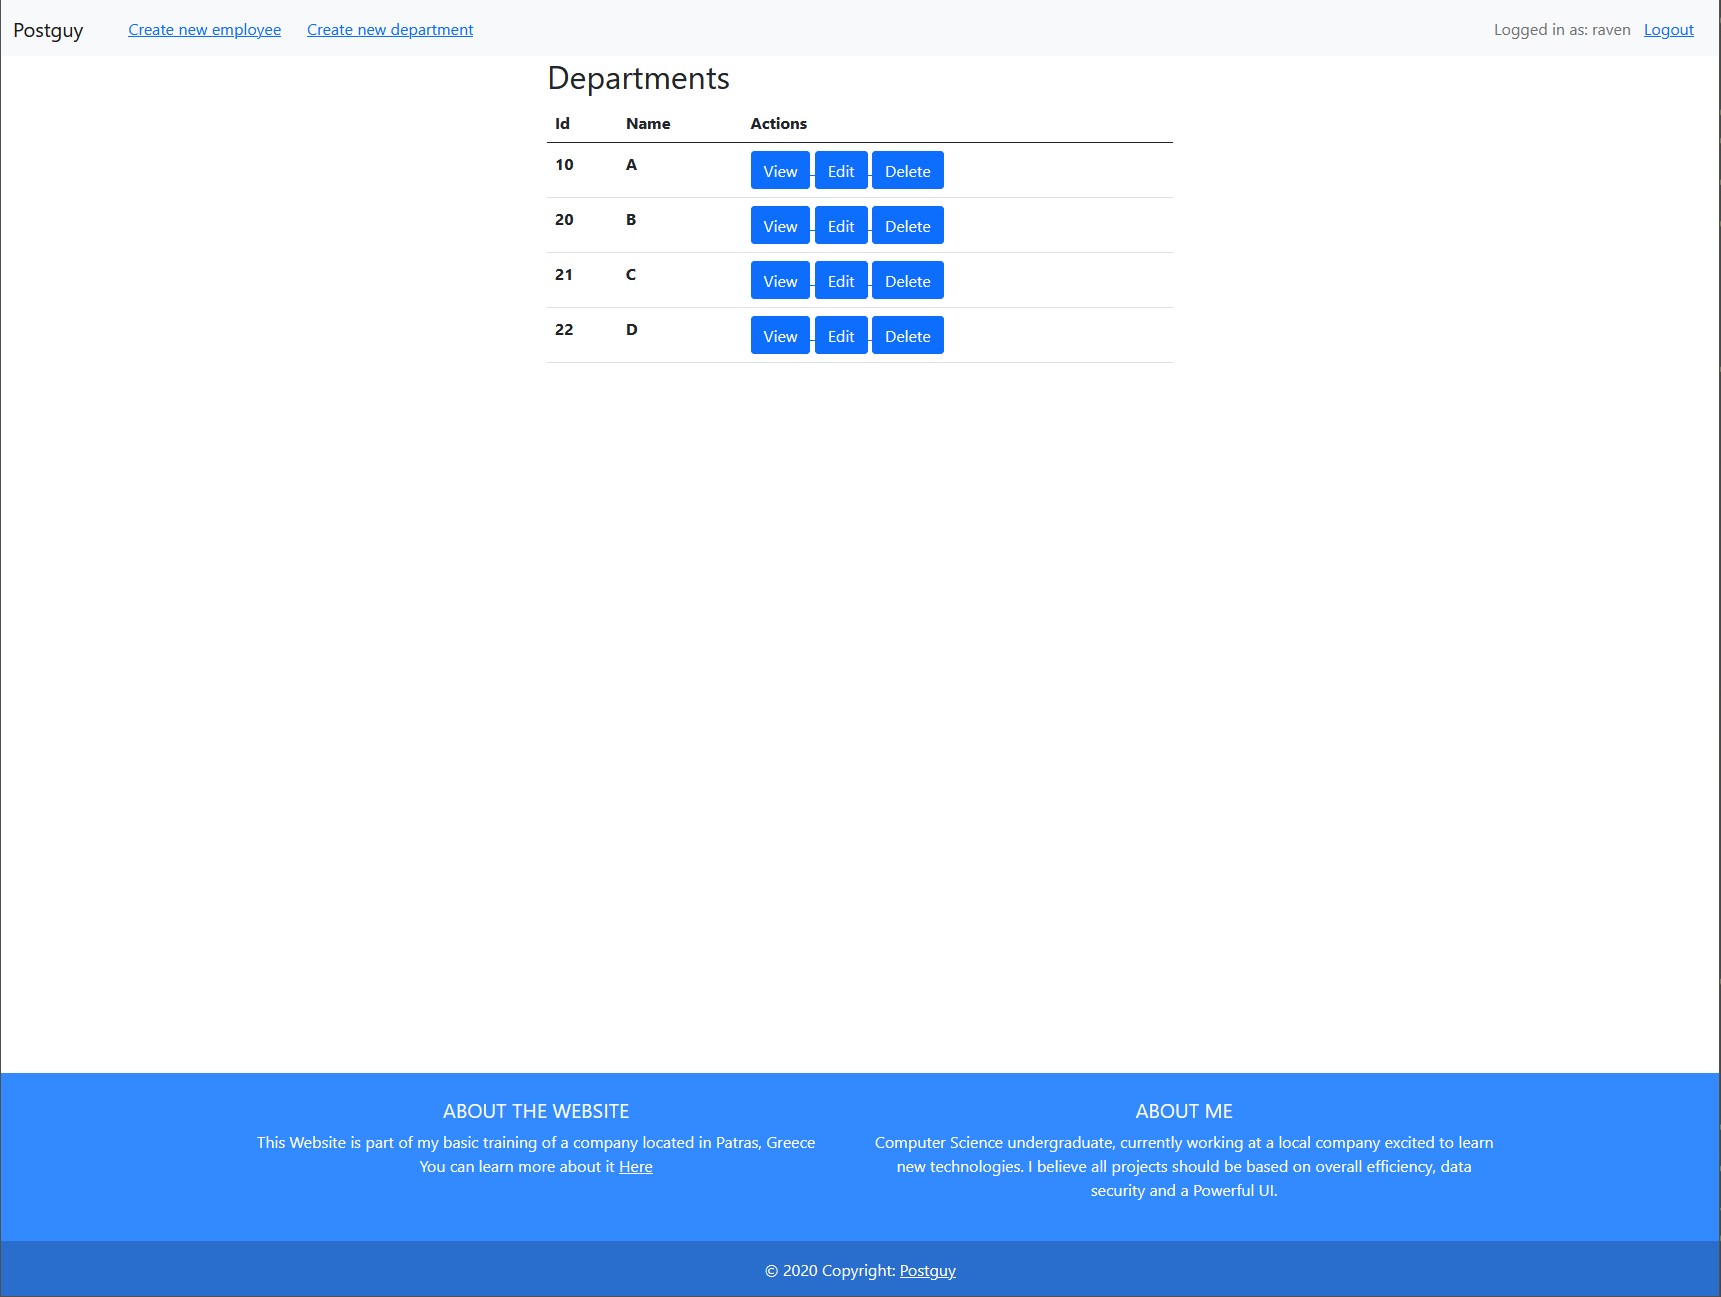 Postguy Create new employee Create new department Logged in as: raven Logout
Departments
Id Name Actions
10 A View Edit Delete
20 B View Edit Delete
21 C View Edit Delete
22 D View Edit Delete
ABOUT THE WEBSITE
This Website is part of my basic training of a company located in Patras, Greece
You can learn more about it Here
ABOUT ME
Computer Science undergraduate, currently working at a local company excited to learn
new technologies. I believe all projects should be based on overall efficiency, data
security and a Powerful UI.
© 2020 Copyright: Postguy